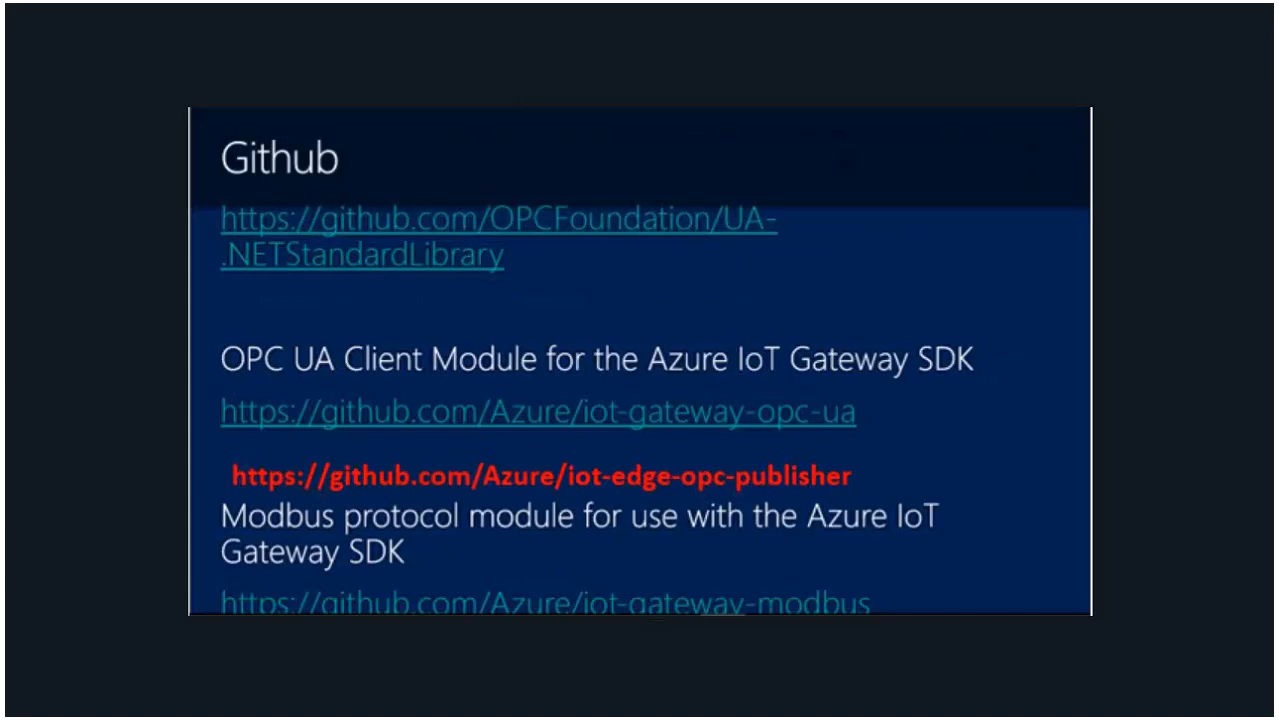 Github
https://github.com/OPCFoundation/UA-
.NETStandardLibrary
OPC UA Client Module for the Azure IoT Gateway SDK
https://github.com/Azure/iot-gateway-opc-ua
https://github.com/Azure/iot-edge-opc-publisher
Modbus protocol module for use with the Azure IoT
Gateway SDK
https://github.com/Azure/iot-gateway-modbus